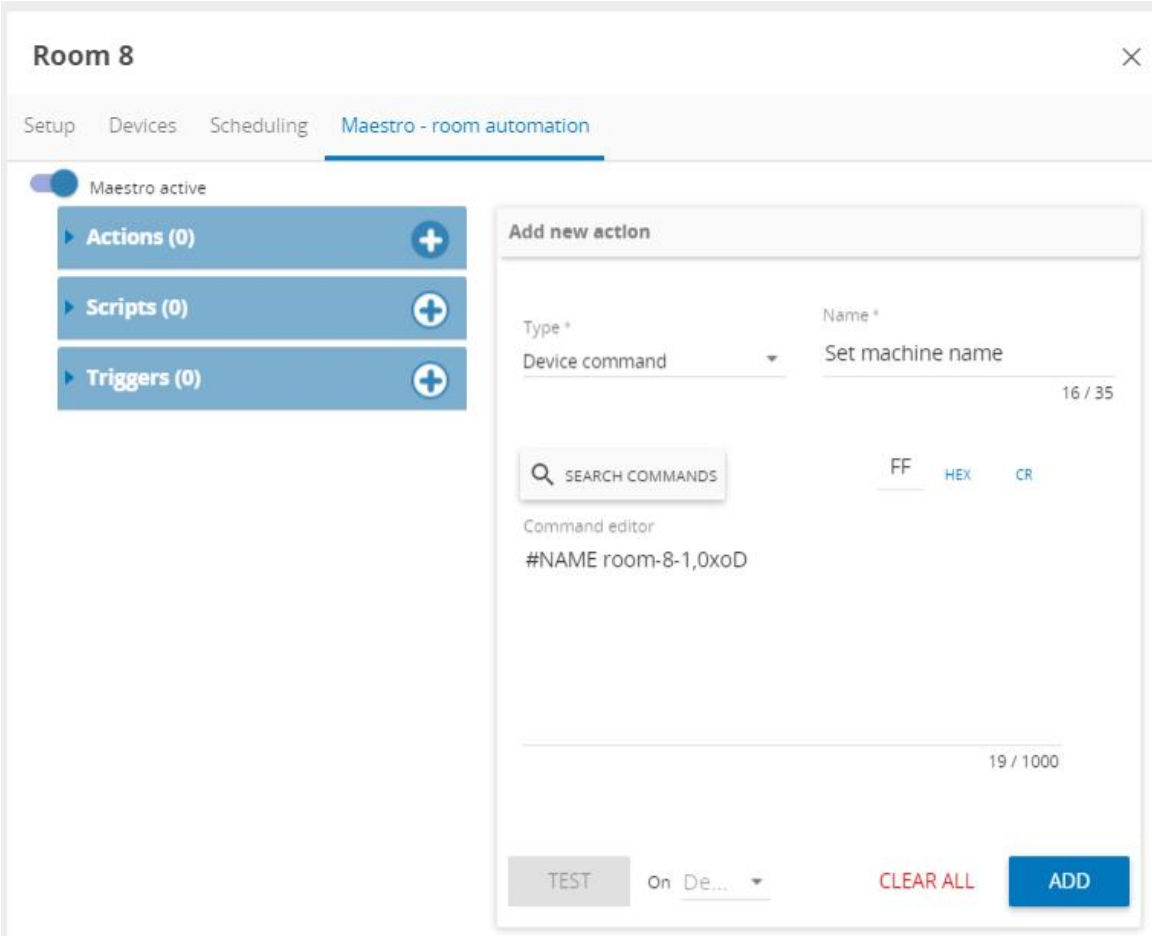 Room 8
Setup Devices Scheduling Maestro - room automation
Maestro active
Actions (0)
Scripts (0)
Triggers (0)
Add new action
Type *
Device command
Name *
Set machine name
16 / 35
SEARCH COMMANDS
FF HEX CR
Command editor
#NAME room-8-1,0xoD
19 / 1000
TEST On De... CLEAR ALL ADD